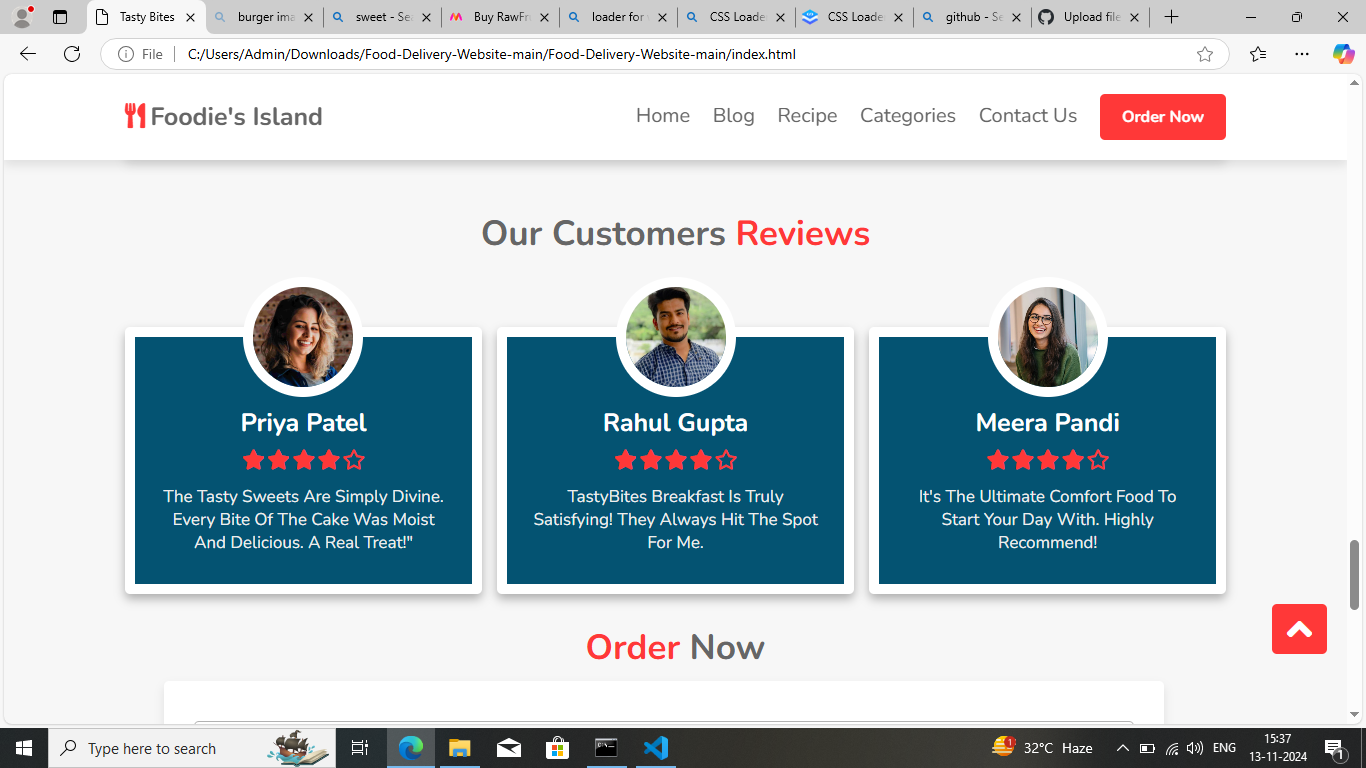 Tasty Bites
burger ima
sweet - Sea
Buy RawFru
loader for w
CSS Loade
CSS Loade
github - Se
Upload file
File
C:/Users/Admin/Downloads/Food-Delivery-Website-main/Food-Delivery-Website-main/index.html
Foodie's Island
Home
Blog
Recipe
Categories
Contact Us
Order Now
Our Customers Reviews
Priya Patel
The Tasty Sweets Are Simply Divine.
Every Bite Of The Cake Was Moist
And Delicious. A Real Treat!"
Rahul Gupta
TastyBites Breakfast Is Truly
Satisfying! They Always Hit The Spot
For Me.
Meera Pandi
It's The Ultimate Comfort Food To
Start Your Day With. Highly
Recommend!
Order Now
Type here to search
1
32°C Haze
ENG
15:37
13-11-2024
1